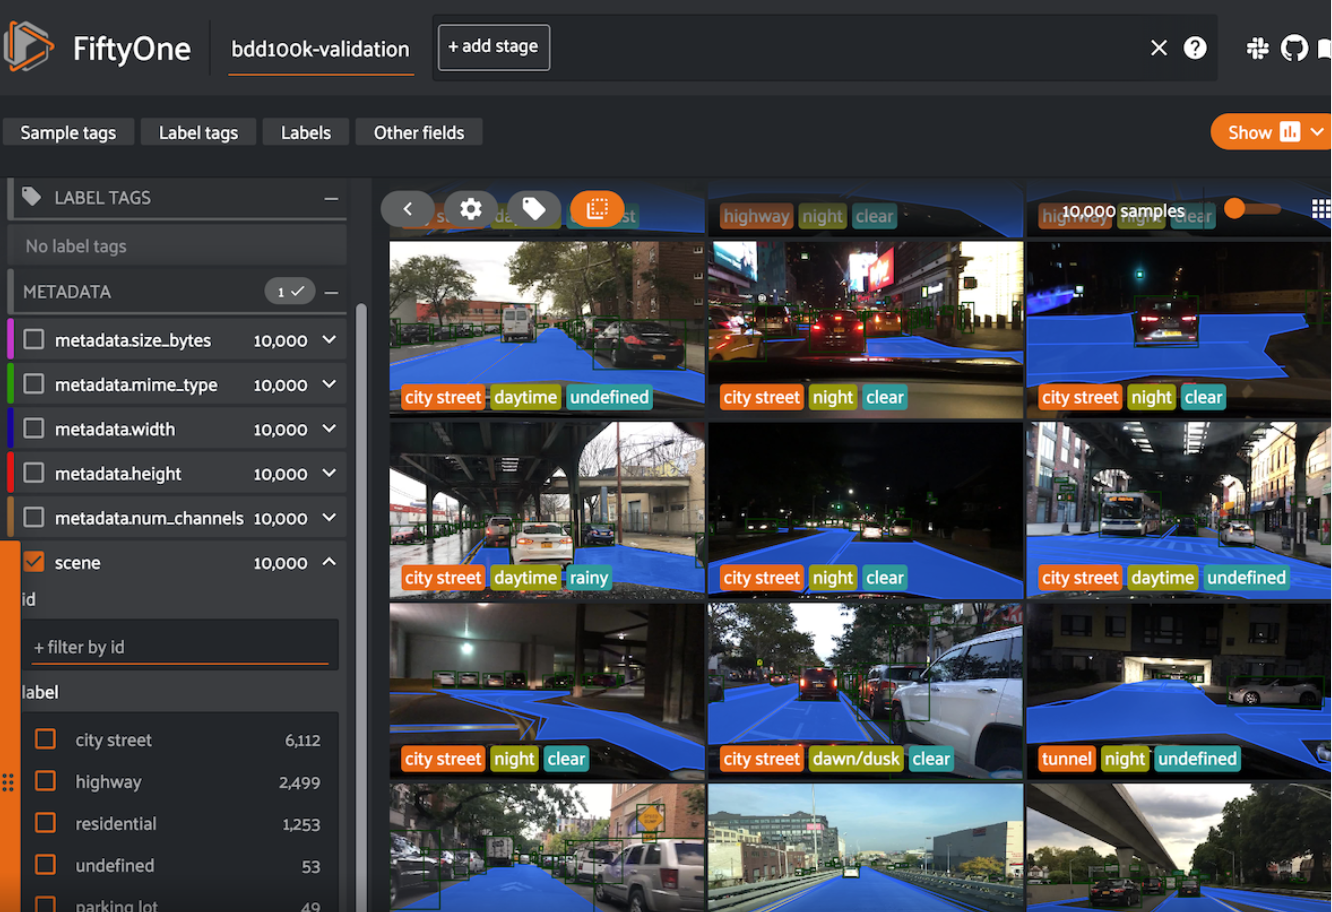 FiftyOne
bdd100k-validation
+ add stage
Sample tags
Label tags
Labels
Other fields
Show
LABEL TAGS
No label tags
METADATA
1
metadata.size_bytes 10,000
metadata.mime_type 10,000
metadata.width 10,000
metadata.height 10,000
metadata.num_channels 10,000
scene 10,000
id
+ filter by id
label
city street 6,112
highway 2,499
residential 1,253
undefined 53
parking lot 49
highway night clear
10,000 samples
city street daytime undefined
city street night clear
city street night clear
city street daytime rainy
city street night clear
city street daytime undefined
city street night clear
city street dawn/dusk clear
tunnel night undefined